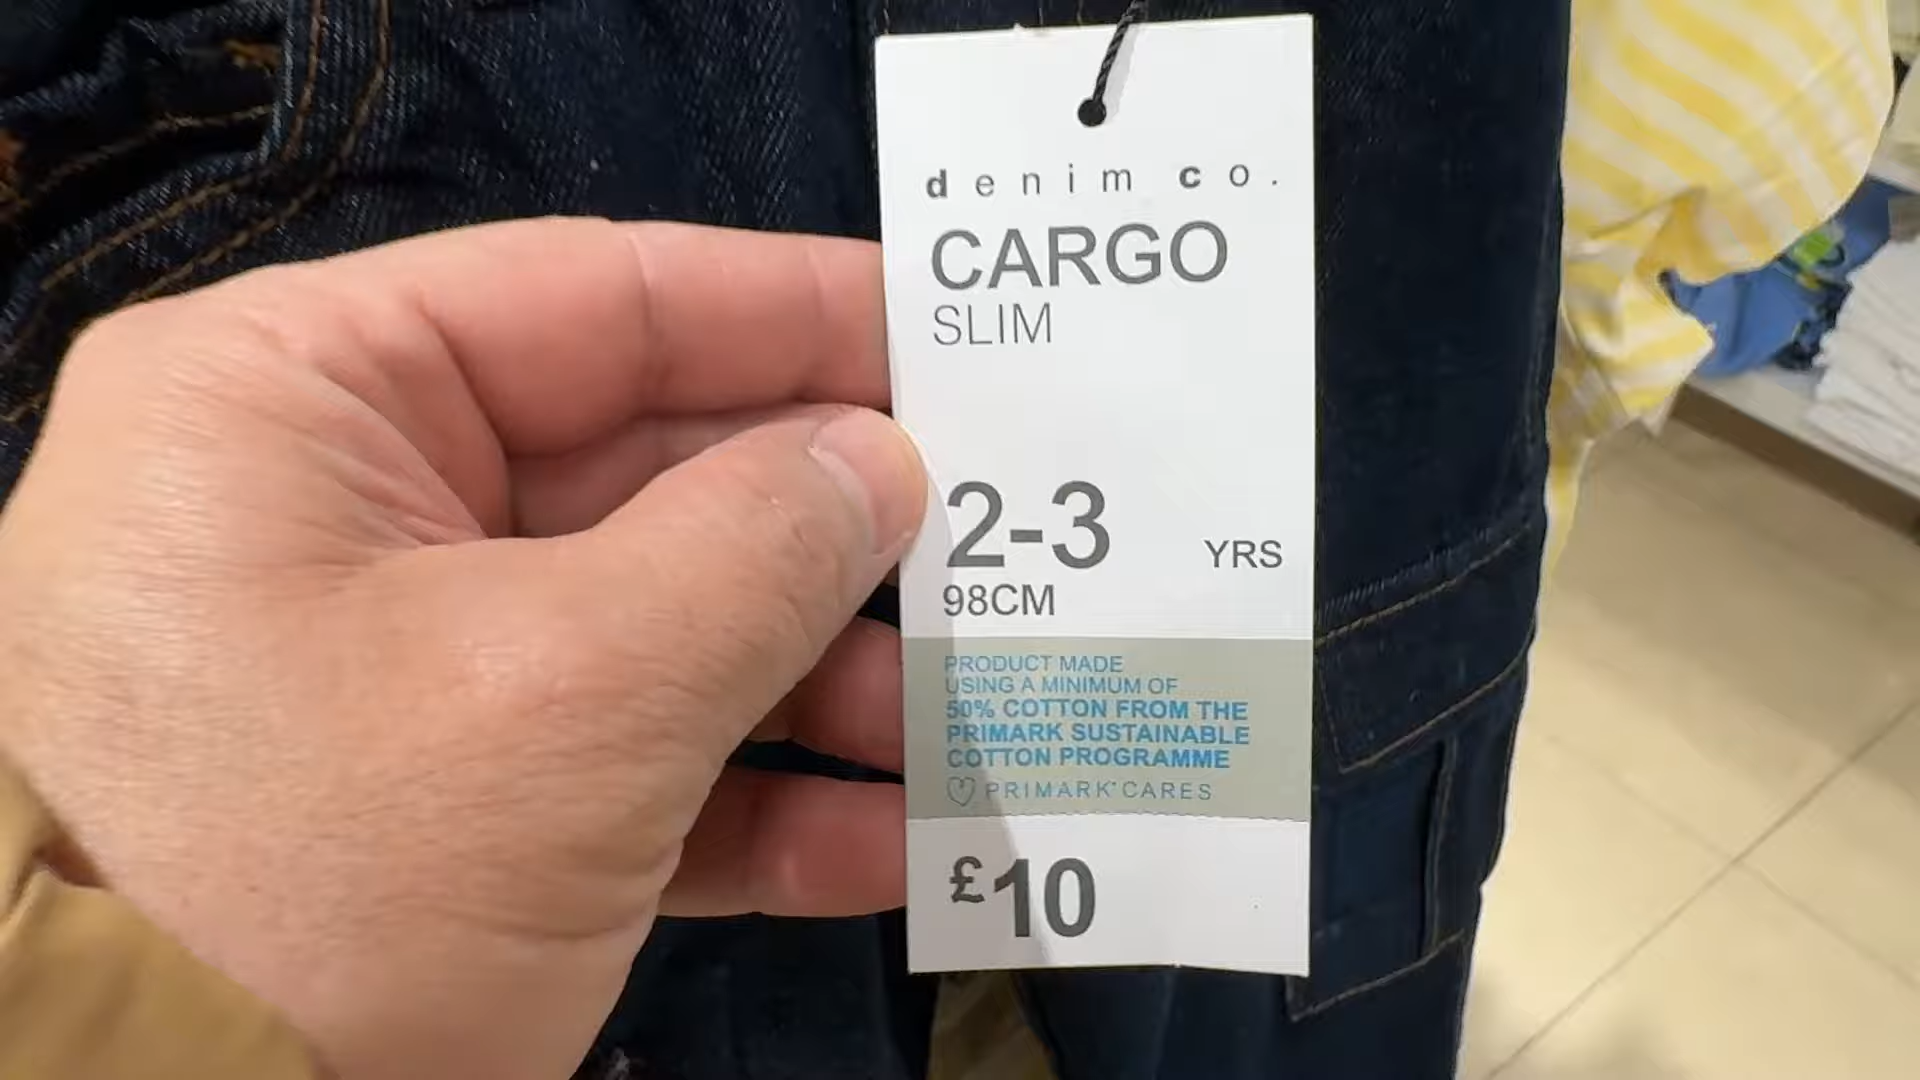 denim co.
CARGO
SLIM
2-3 YRS
98CM
PRODUCT MADE
USING A MINIMUM OF
50% COTTON FROM THE
PRIMARK SUSTAINABLE
COTTON PROGRAMME
PRIMARK® CARES
£10